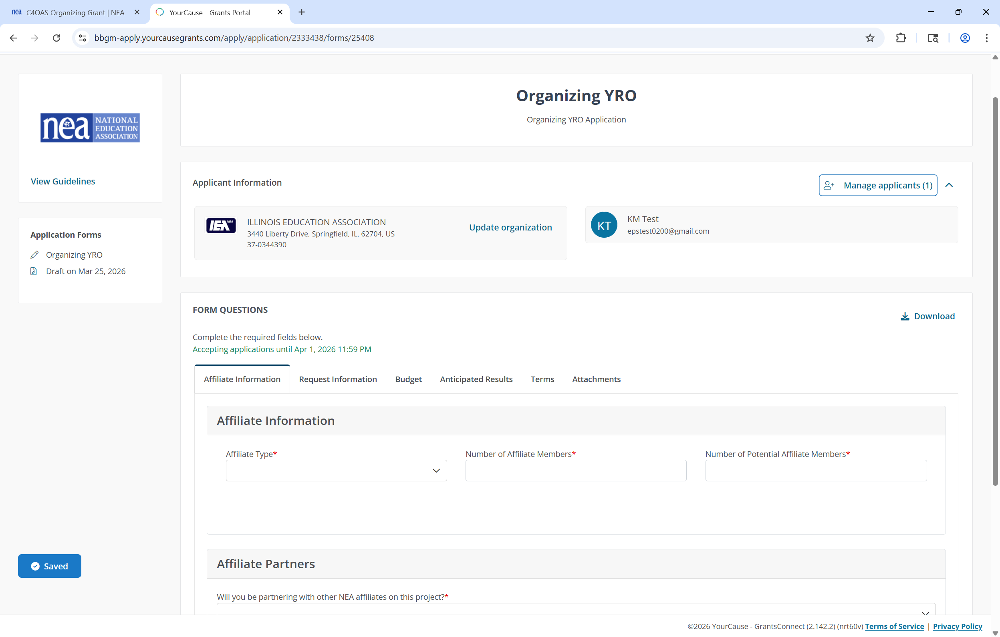 nea C4OAS Organizing Grant | NEA
YourCause - Grants Portal
bbgm-apply.yourcausegrants.com/apply/application/2333438/forms/25408
nea NATIONAL
EDUCATION
ASSOCIATION
View Guidelines
Application Forms
Organizing YRO
Draft on Mar 25, 2026
Saved
Organizing YRO
Organizing YRO Application
Applicant Information
Manage applicants (1)
IEA NEA
ILLINOIS EDUCATION ASSOCIATION
3440 Liberty Drive, Springfield, IL, 62704, US
37-0344390
Update organization
KT
KM Test
epstest0200@gmail.com
FORM QUESTIONS
Download
Complete the required fields below.
Accepting applications until Apr 1, 2026 11:59 PM
Affiliate Information Request Information Budget Anticipated Results Terms Attachments
Affiliate Information
Affiliate Type* Number of Affiliate Members* Number of Potential Affiliate Members*
Affiliate Partners
Will you be partnering with other NEA affiliates on this project?*
©2026 YourCause - GrantsConnect (2.142.2) (nrt60v) Terms of Service | Privacy Policy